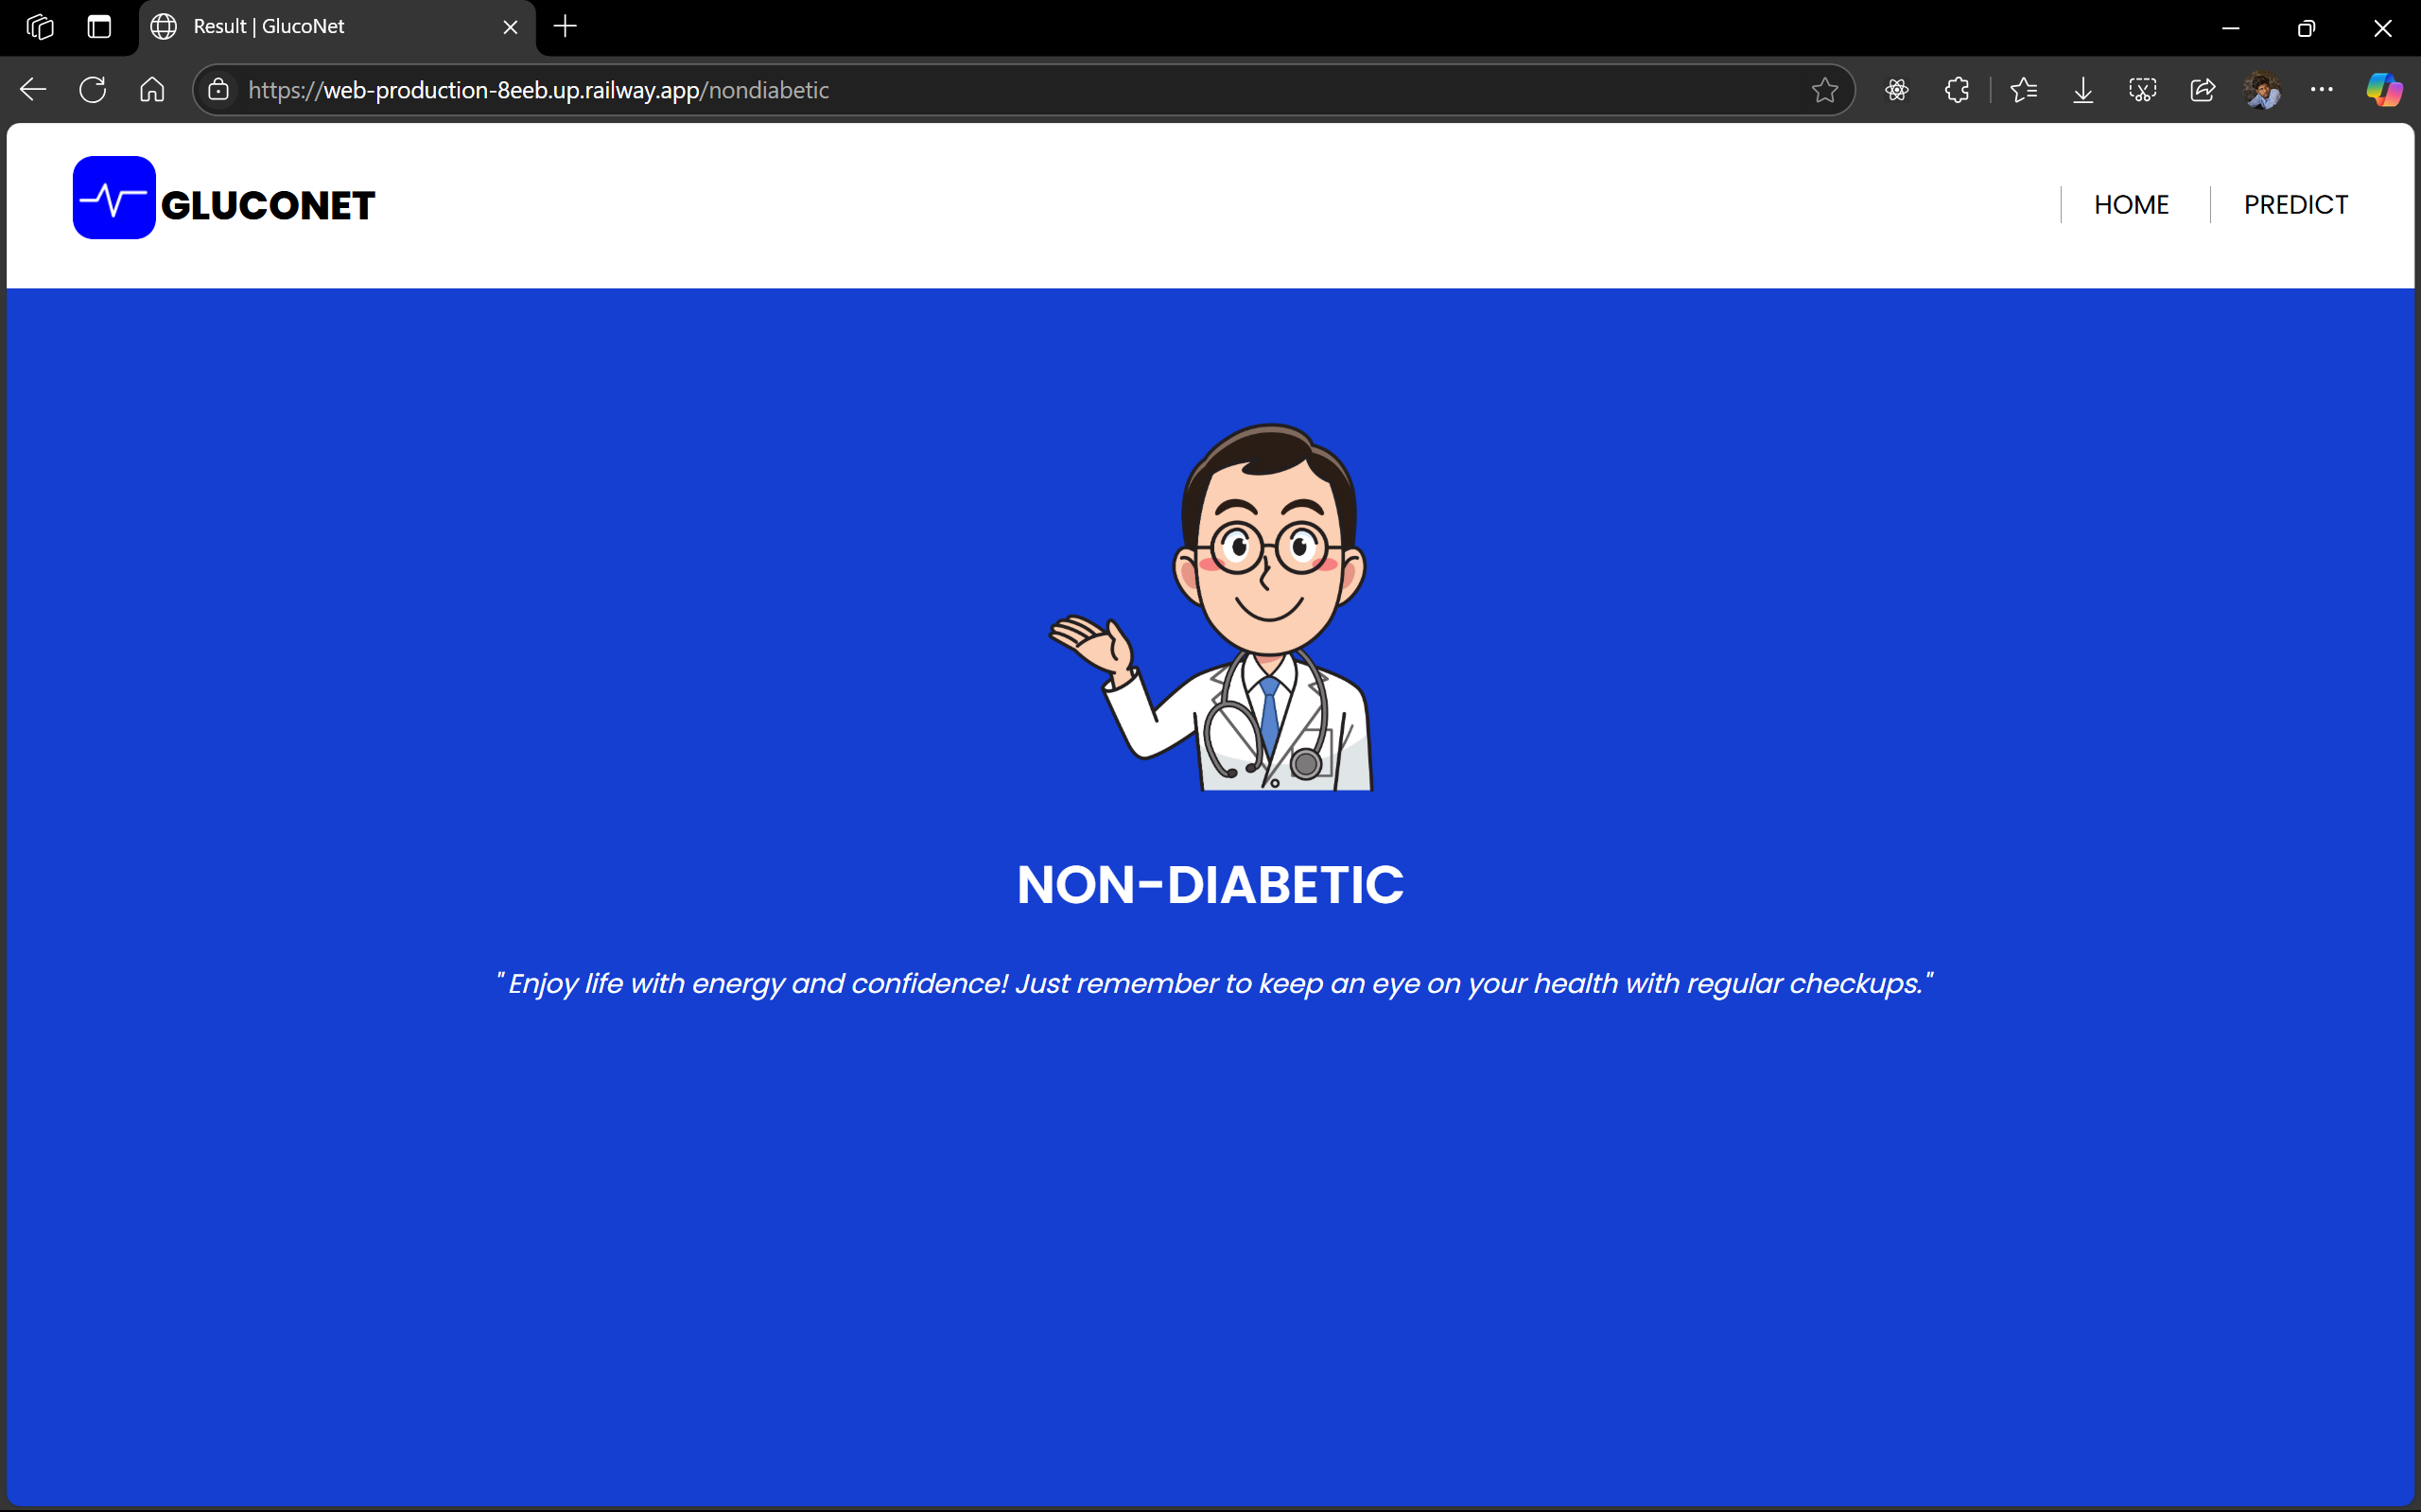 Result | GlucoNet
https://web-production-8eeb.up.railway.app/nondiabetic
GLUCONET
HOME
PREDICT
NON-DIABETIC
" Enjoy life with energy and confidence! Just remember to keep an eye on your health with regular checkups."